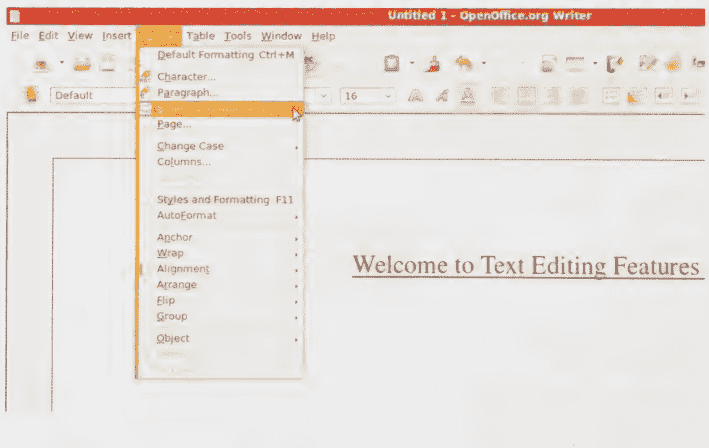 Untitled 1 - OpenOffice.org Writer
File Edit View Insert Table Tools Window Help
Default Formatting Ctrl+M
Character...
Paragraph...
Default 16
Page...
Change Case
Columns...
Styles and Formatting F11
AutoFormat
Anchor
Wrap
Alignment
Arrange
Flip
Group
Object
Welcome to Text Editing Features